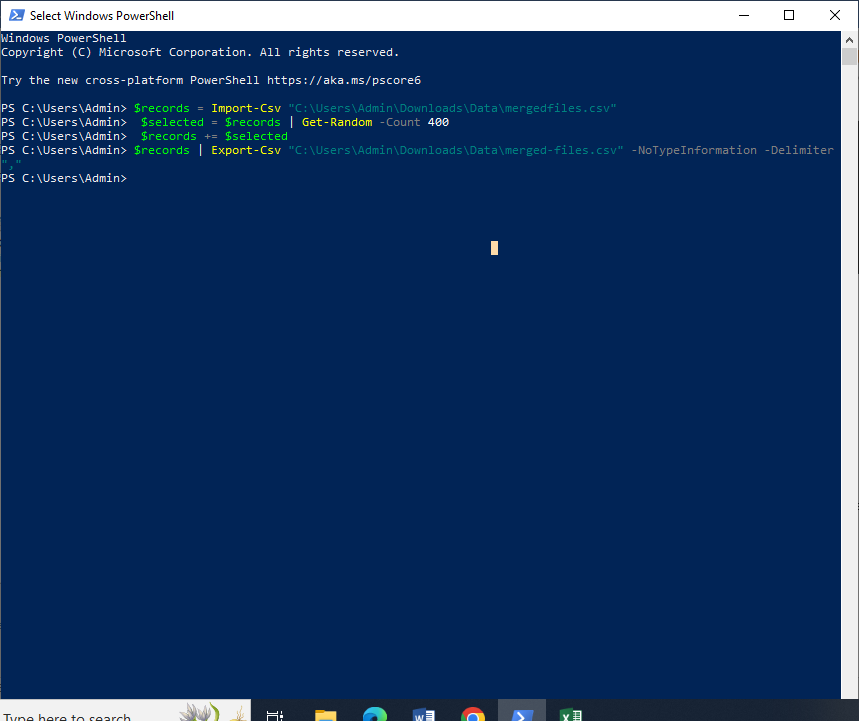 Select Windows PowerShell
Windows PowerShell
Copyright (C) Microsoft Corporation. All rights reserved.
Try the new cross-platform PowerShell https://aka.ms/pscore6
PS C:\Users\Admin> $records = Import-Csv "C:\Users\Admin\Downloads\Data\mergedfiles.csv"
PS C:\Users\Admin>  $selected = $records | Get-Random -Count 400
PS C:\Users\Admin>  $records += $selected
PS C:\Users\Admin> $records | Export-Csv "C:\Users\Admin\Downloads\Data\merged-files.csv" -NoTypeInformation -Delimiter
","
PS C:\Users\Admin>
Type here to search